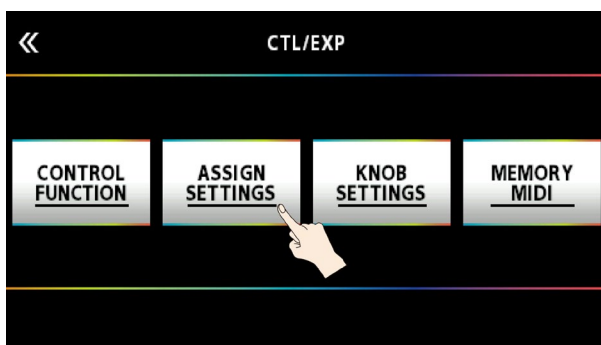 CTL/EXP
CONTROL
FUNCTION
ASSIGN
SETTINGS
KNOB
SETTINGS
MEMORY
MIDI